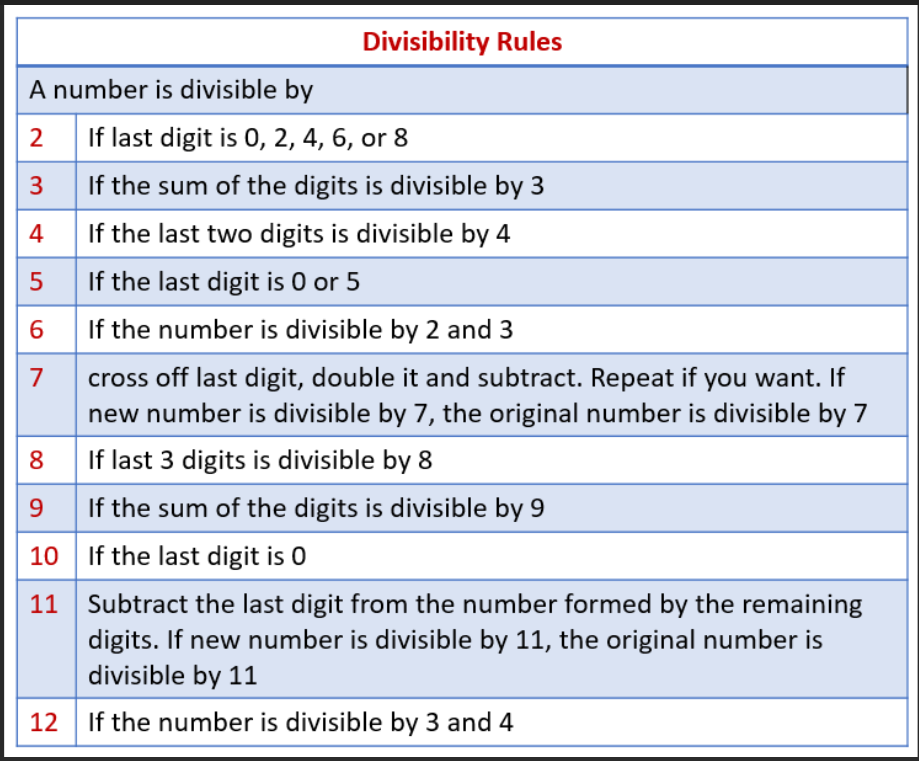 Divisibility Rules
A number is divisible by
2 If last digit is 0, 2, 4, 6, or 8
3 If the sum of the digits is divisible by 3
4 If the last two digits is divisible by 4
5 If the last digit is 0 or 5
6 If the number is divisible by 2 and 3
7 cross off last digit, double it and subtract. Repeat if you want. If
new number is divisible by 7, the original number is divisible by 7
8 If last 3 digits is divisible by 8
9 If the sum of the digits is divisible by 9
10 If the last digit is 0
11 Subtract the last digit from the number formed by the remaining
digits. If new number is divisible by 11, the original number is
divisible by 11
12 If the number is divisible by 3 and 4